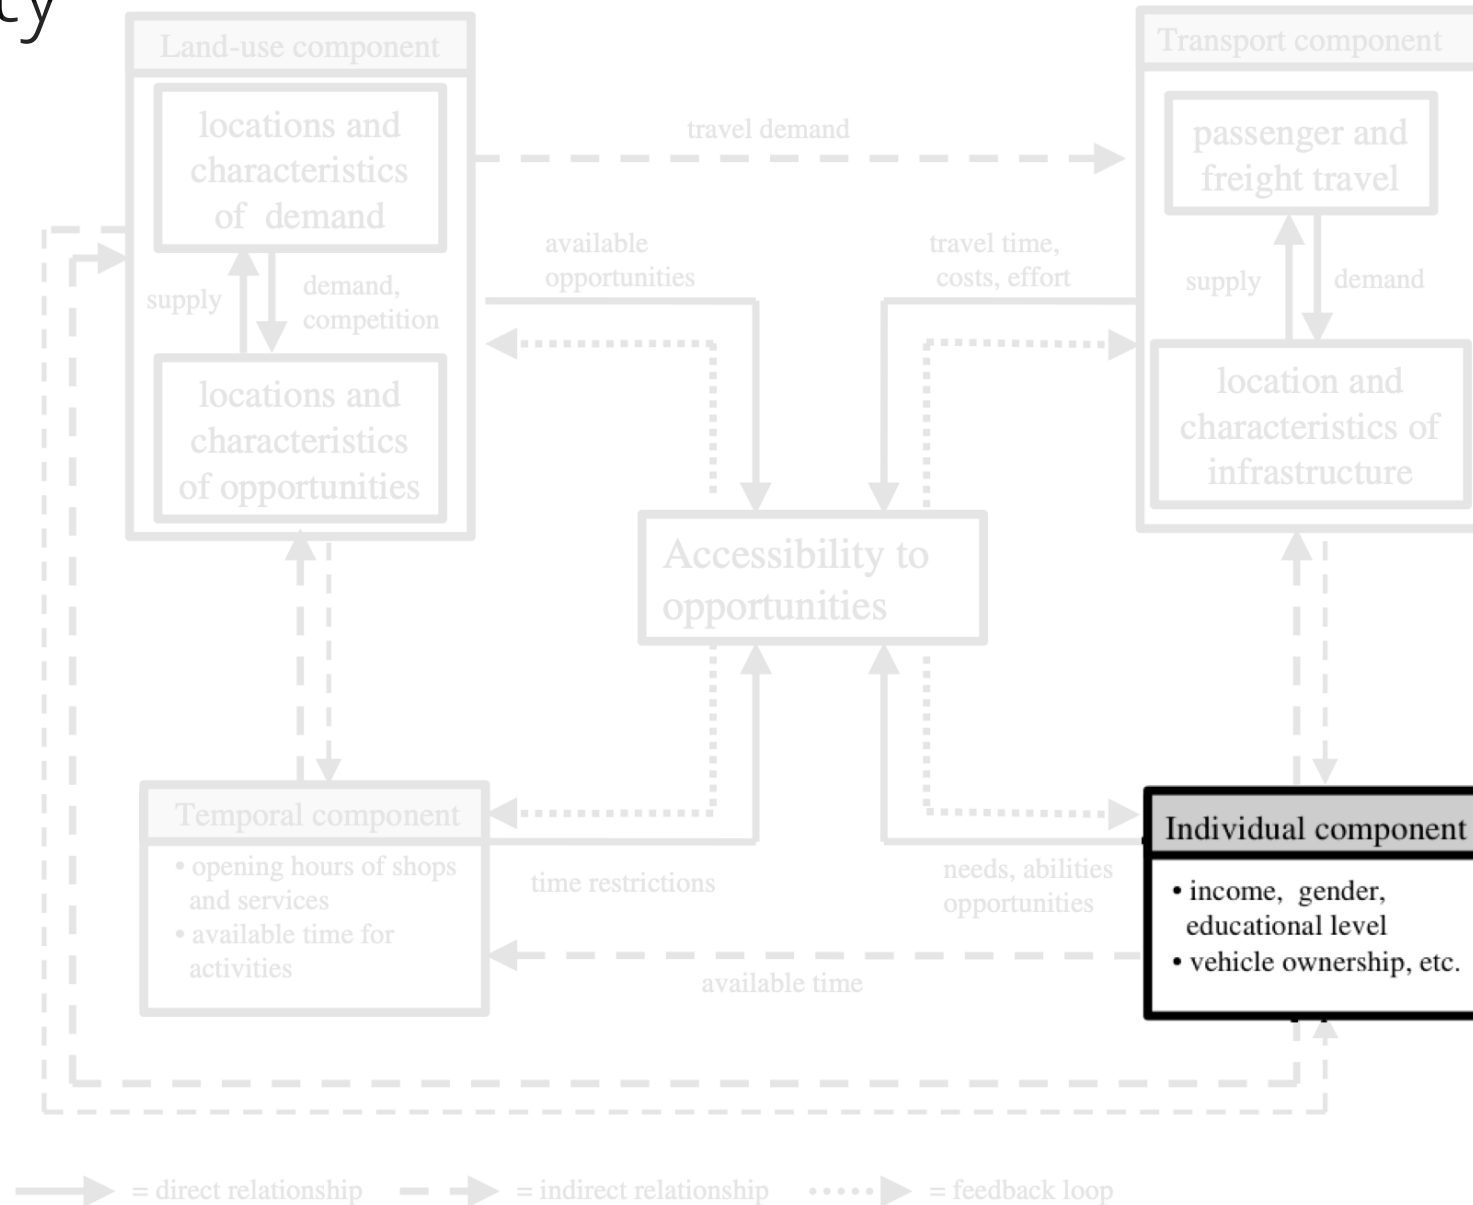 ty
Land-use component
locations and
characteristics
of demand
supply
demand,
competition
locations and
characteristics
of opportunities
travel demand
available
opportunities
travel time,
costs, effort
Transport component
passenger and
freight travel
supply
demand
location and
characteristics of
infrastructure
Accessibility to
opportunities
Temporal component
• opening hours of shops
and services
• available time for
activities
time restrictions
needs, abilities
opportunities
available time
Individual component
• income, gender,
educational level
• vehicle ownership, etc.
= direct relationship
= indirect relationship
= feedback loop